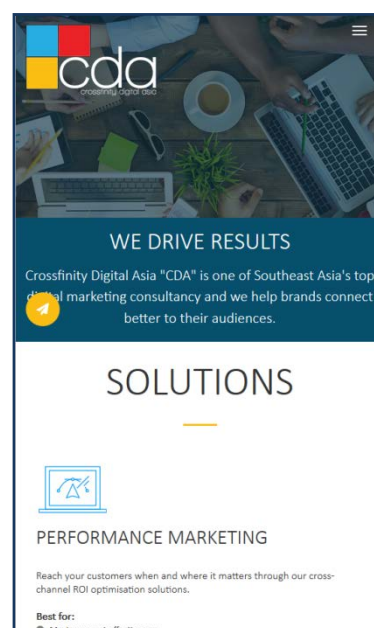 cda
crossfinity digital asia
WE DRIVE RESULTS
Crossfinity Digital Asia "CDA" is one of Southeast Asia's top
digital marketing consultancy and we help brands connect
better to their audiences.
SOLUTIONS
PERFORMANCE MARKETING
Reach your customers when and where it matters through our cross-
channel ROI optimisation solutions.
Best for: